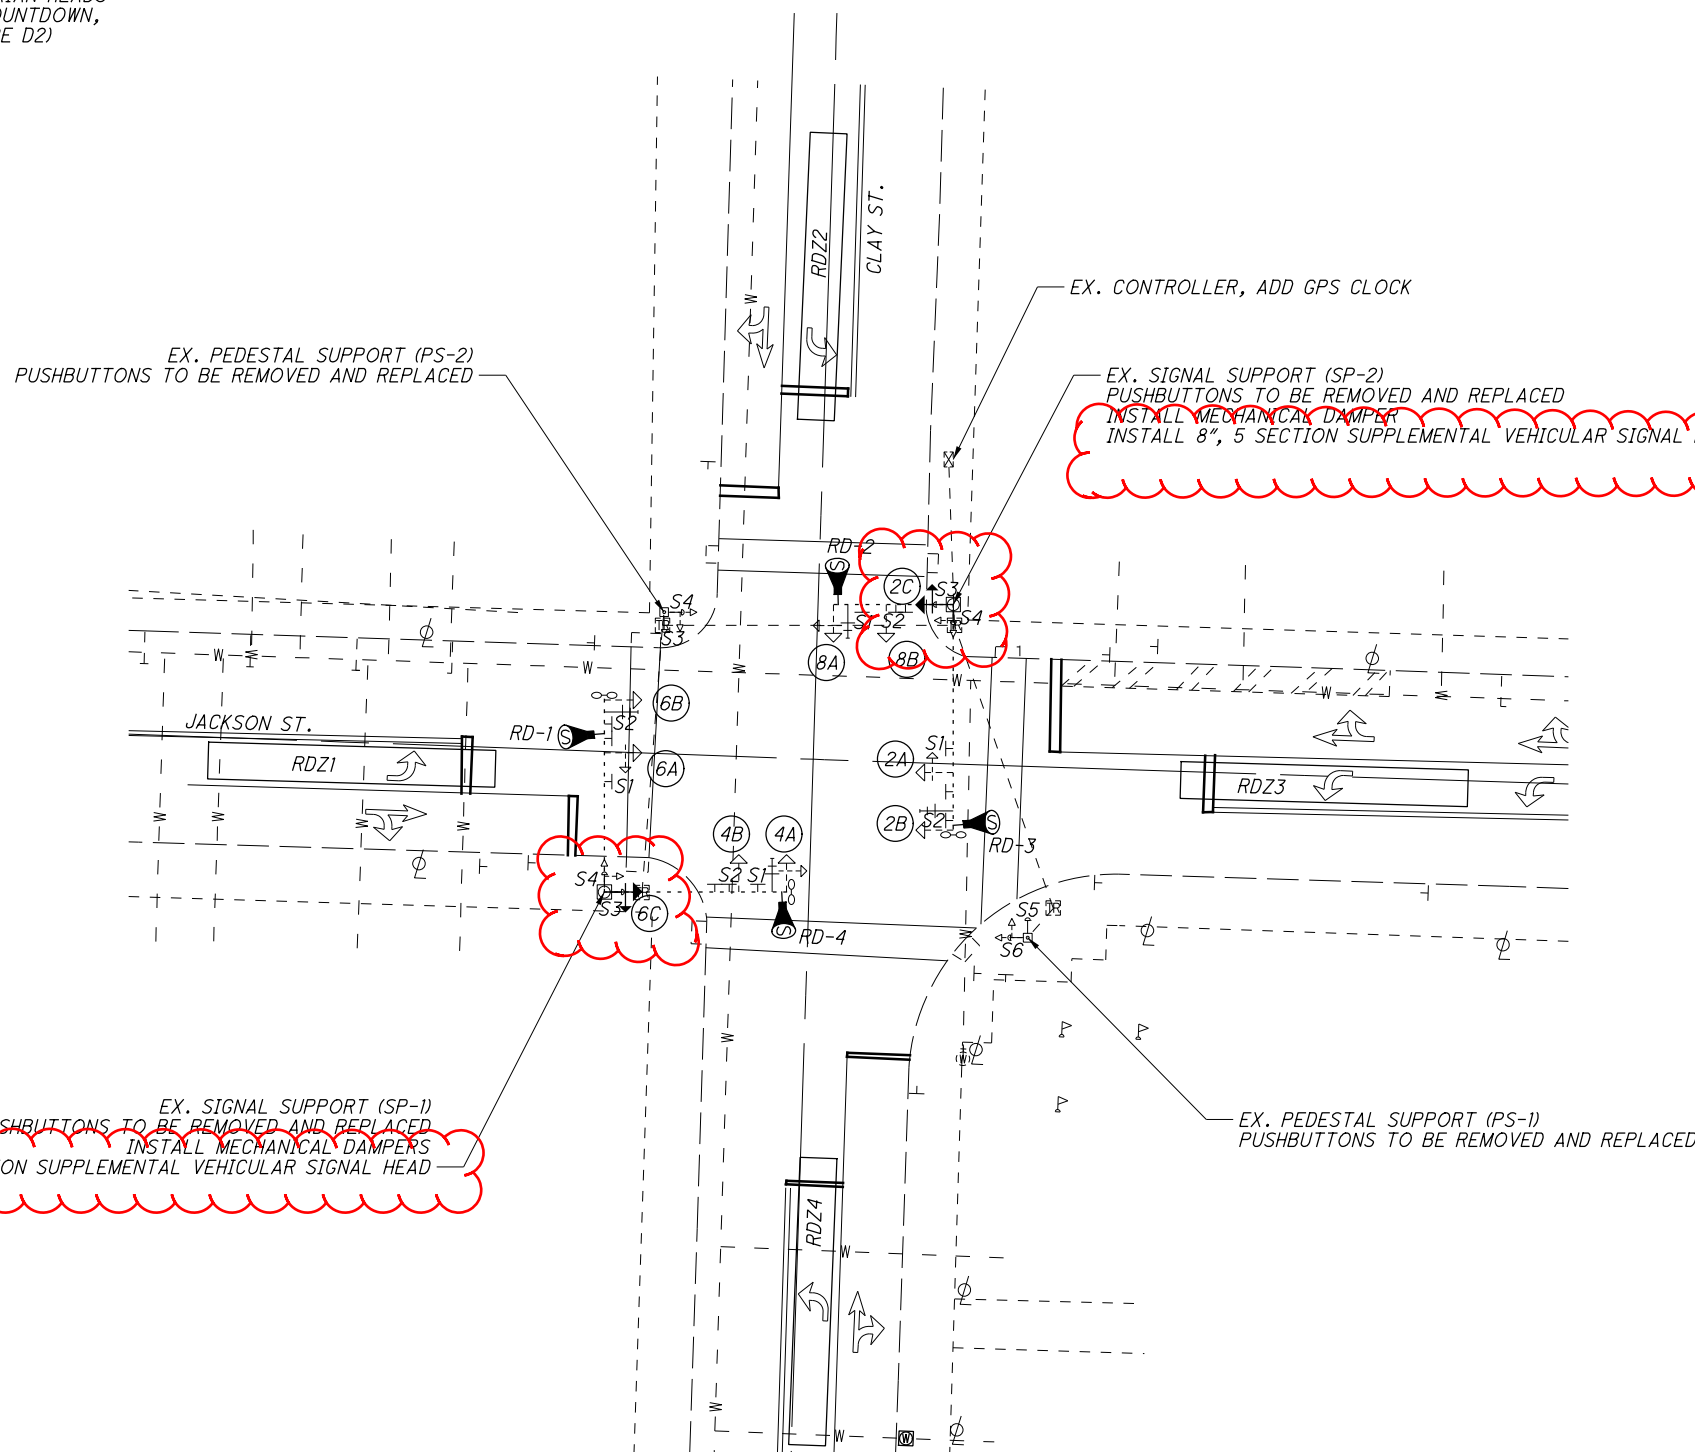 OUNTDOWN,
E D2)
CLAY ST.
RDZ2
EX. CONTROLLER, ADD GPS CLOCK
EX. PEDESTAL SUPPORT (PS-2)
PUSHBUTTONS TO BE REMOVED AND REPLACED
EX. SIGNAL SUPPORT (SP-2)
PUSHBUTTONS TO BE REMOVED AND REPLACED
INSTALL MECHANICAL DAMPER
INSTALL 8", 5 SECTION SUPPLEMENTAL VEHICULAR SIGNAL
W
RD-2
S
2C
S3
S4
S1
S2
S4
S3
8A
8B
W
W
W
W
W
W
W
W
6B
S2
JACKSON ST.
RD-1
S
RDZ1
6A
S1
2A
S1
RDZ3
2B
S2
S
RD-3
W
W
W
W
4B
4A
S2
S1
S4
S3
6C
S
RD-4
S5
S6
W
W
W
EX. SIGNAL SUPPORT (SP-1)
SHBUTTONS TO BE REMOVED AND REPLACED
INSTALL MECHANICAL DAMPERS
ON SUPPLEMENTAL VEHICULAR SIGNAL HEAD
EX. PEDESTAL SUPPORT (PS-1)
PUSHBUTTONS TO BE REMOVED AND REPLACED
RDZ4
W
W
W
W